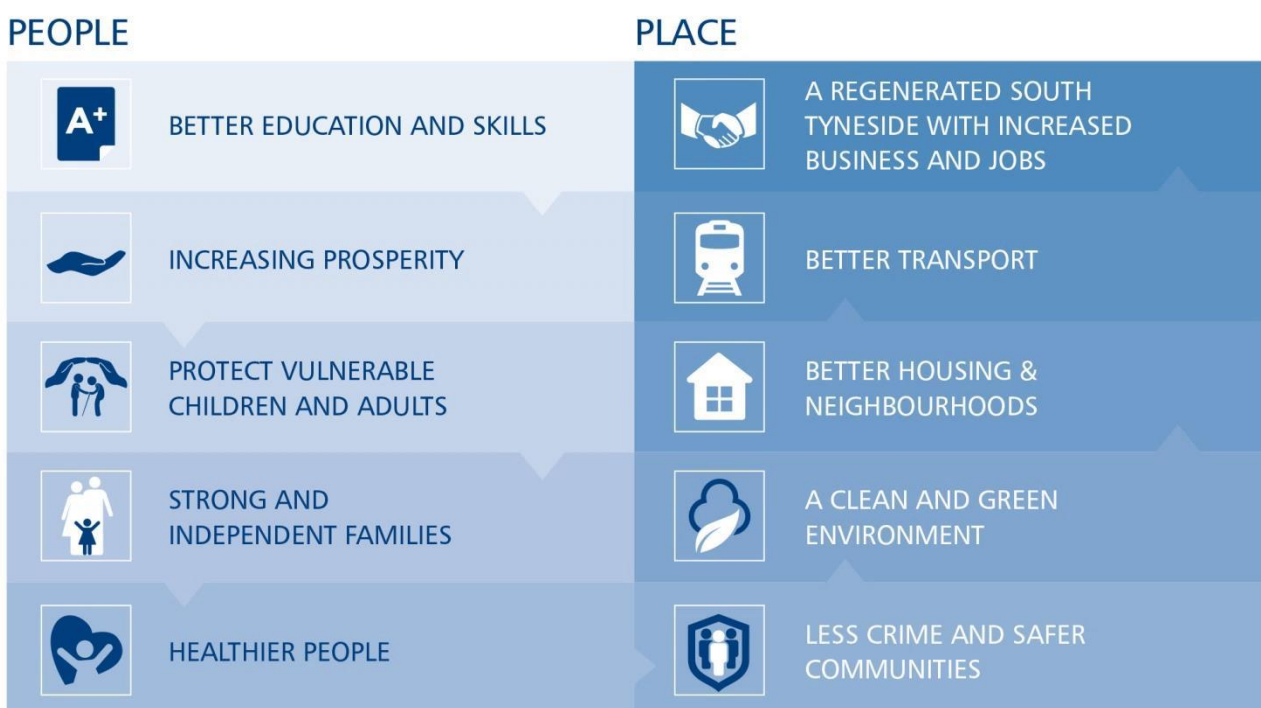 PEOPLE
A+
BETTER EDUCATION AND SKILLS
INCREASING PROSPERITY
PROTECT VULNERABLE
CHILDREN AND ADULTS
STRONG AND
INDEPENDENT FAMILIES
HEALTHIER PEOPLE
PLACE
A REGENERATED SOUTH
TYNESIDE WITH INCREASED
BUSINESS AND JOBS
BETTER TRANSPORT
BETTER HOUSING &
NEIGHBOURHOODS
A CLEAN AND GREEN
ENVIRONMENT
LESS CRIME AND SAFER
COMMUNITIES